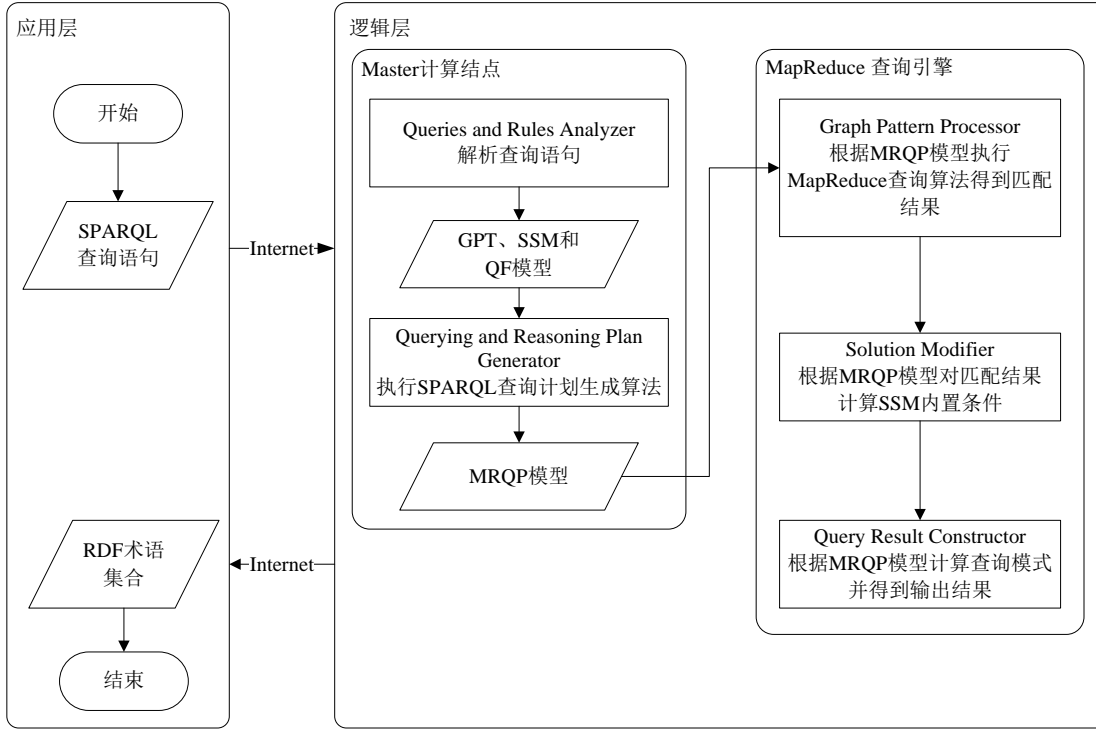 应用层
开始
SPARQL
查询语句
RDF术语
集合
结束
Internet
Internet
逻辑层
Master计算结点
Queries and Rules Analyzer
解析查询语句
GPT、SSM和
QF模型
Querying and Reasoning Plan
Generator
执行SPARQL查询计划生成算法
MRQP模型
MapReduce 查询引擎
Graph Pattern Processor
根据MRQP模型执行
MapReduce查询算法得到匹配
结果
Solution Modifier
根据MRQP模型对匹配结果
计算SSM内置条件
Query Result Constructor
根据MRQP模型计算查询模式
并得到输出结果